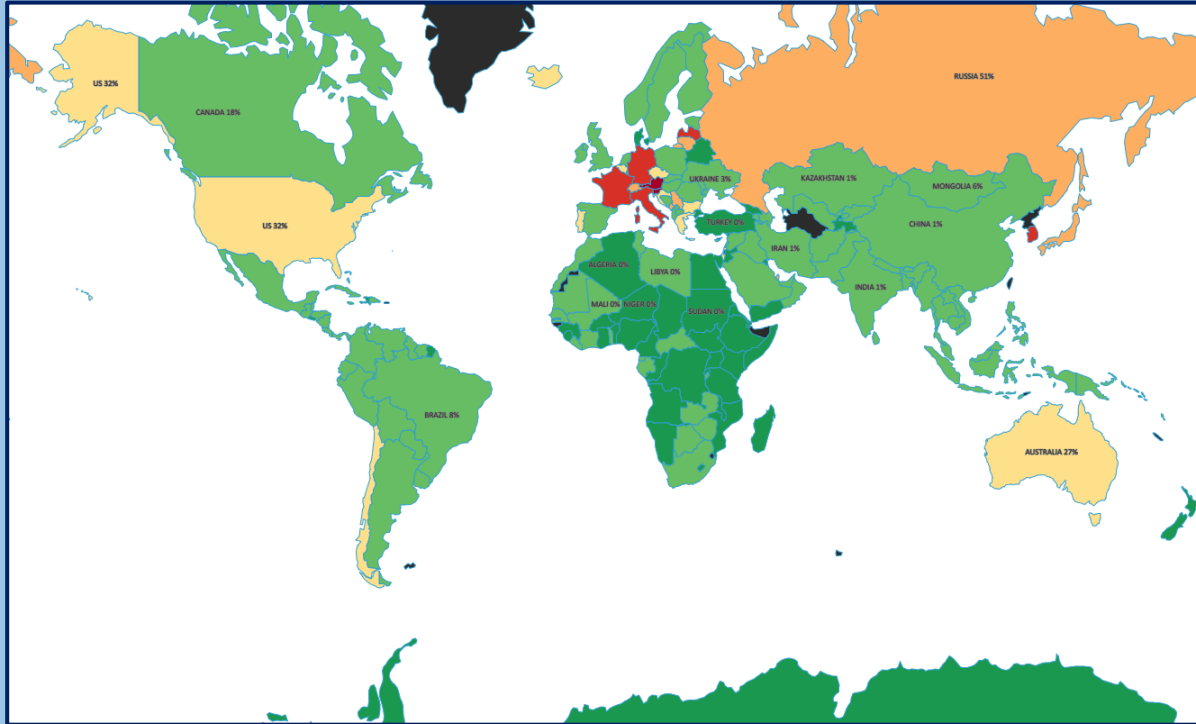 US 32%
RUSSIA 51%
CANADA 18%
UKRAINE 3%
KAZAKHSTAN 1%
MONGOLIA 6%
US 32%
TURKEY 0%
CHINA 1%
IRAN 1%
ALGERIA 0%
LIBYA 0%
INDIA 1%
MALI 0%
NIGER 0%
SUDAN 0%
BRAZIL 8%
AUSTRALIA 27%